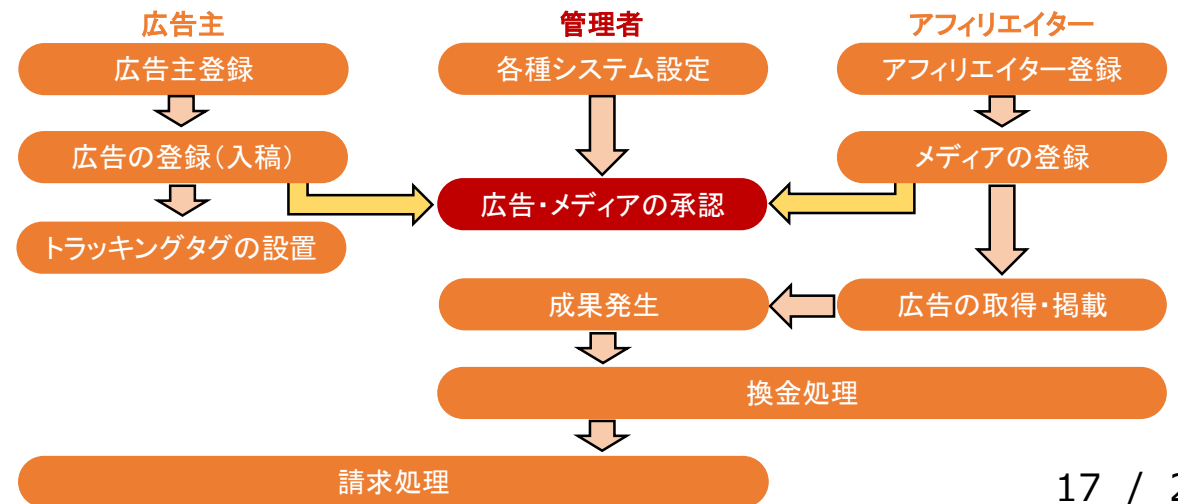 広告主
管理者
アフィリエイター
広告主登録
各種システム設定
アフィリエイター登録
広告の登録(入稿)
メディアの登録
広告・メディアの承認
トラッキングタグの設置
成果発生
広告の取得・掲載
換金処理
請求処理
17 / 2